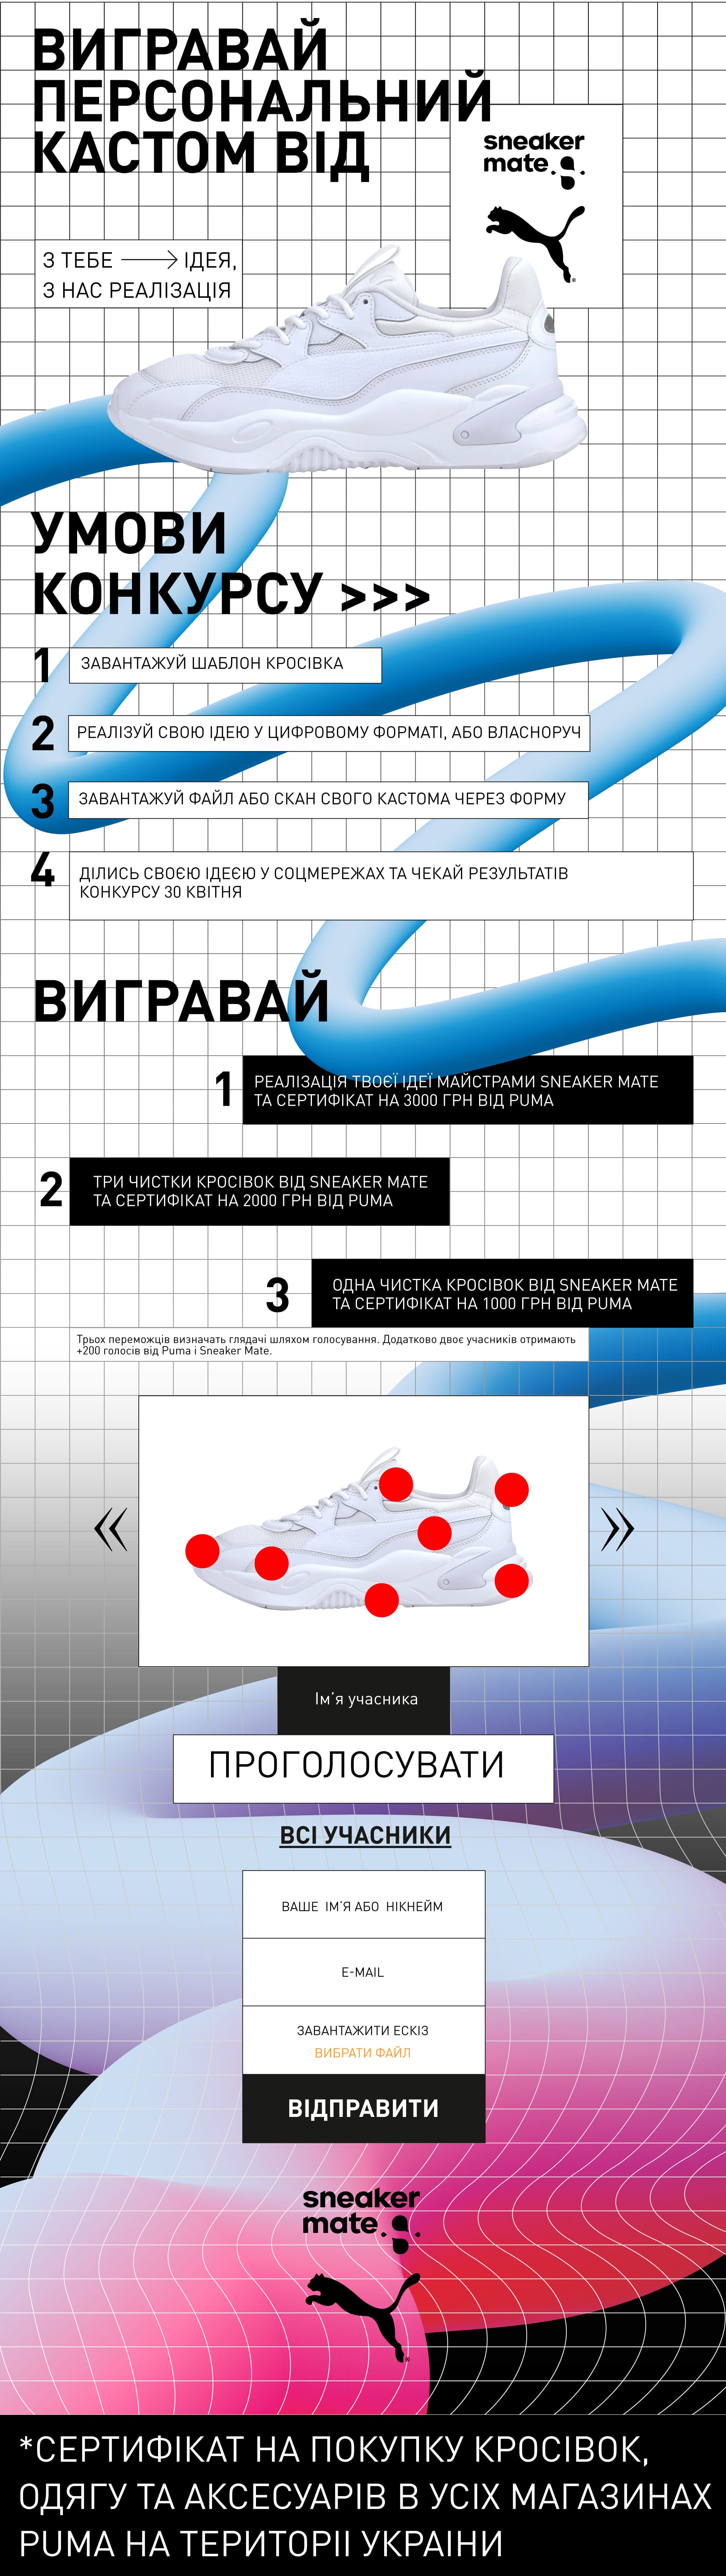 ВИГРАВАЙ
ПЕРСОНАЛЬНИЙ
КАСТОМ ВІД
sneaker
mate
З ТЕБЕ → ІДЕЯ,
З НАС РЕАЛІЗАЦІЯ
УМОВИ
КОНКУРСУ >>>
1 ЗАВАНТАЖУЙ ШАБЛОН КРОСІВКА
2 РЕАЛІЗУЙ СВОЮ ІДЕЮ У ЦИФРОВОМУ ФОРМАТІ, АБО ВЛАСНОРУЧ
3 ЗАВАНТАЖУЙ ФАЙЛ АБО СКАН СВОГО КАСТОМА ЧЕРЕЗ ФОРМУ
4 ДІЛИСЬ СВОЄЮ ІДЕЄЮ У СОЦМЕРЕЖАХ ТА ЧЕКАЙ РЕЗУЛЬТАТІВ
КОНКУРСУ 30 КВІТНЯ
ВИГРАВАЙ
1 РЕАЛІЗАЦІЯ ТВОЄЇ ІДЕЇ МАЙСТРАМИ SNEAKER MATE
ТА СЕРТИФІКАТ НА 3000 ГРН ВІД PUMA
2 ТРИ ЧИСТКИ КРОСІВОК ВІД SNEAKER MATE
ТА СЕРТИФІКАТ НА 2000 ГРН ВІД PUMA
3 ОДНА ЧИСТКА КРОСІВОК ВІД SNEAKER MATE
ТА СЕРТИФІКАТ НА 1000 ГРН ВІД PUMA
Трьох переможців визначать глядачі шляхом голосування. Додатково двоє учасників отримають
+200 голосів від Puma і Sneaker Mate.
« »
Ім'я учасника
ПРОГОЛОСУВАТИ
ВСІ УЧАСНИКИ
ВАШЕ ІМ'Я АБО НІКНЕЙМ
E-MAIL
ЗАВАНТАЖИТИ ЕСКІЗ
ВИБРАТИ ФАЙЛ
ВІДПРАВИТИ
sneaker
mate
*СЕРТИФІКАТ НА ПОКУПКУ КРОСІВОК,
ОДЯГУ ТА АКСЕСУАРІВ В УСІХ МАГАЗИНАХ
PUMA НА ТЕРИТОРІІ УКРАІНИ